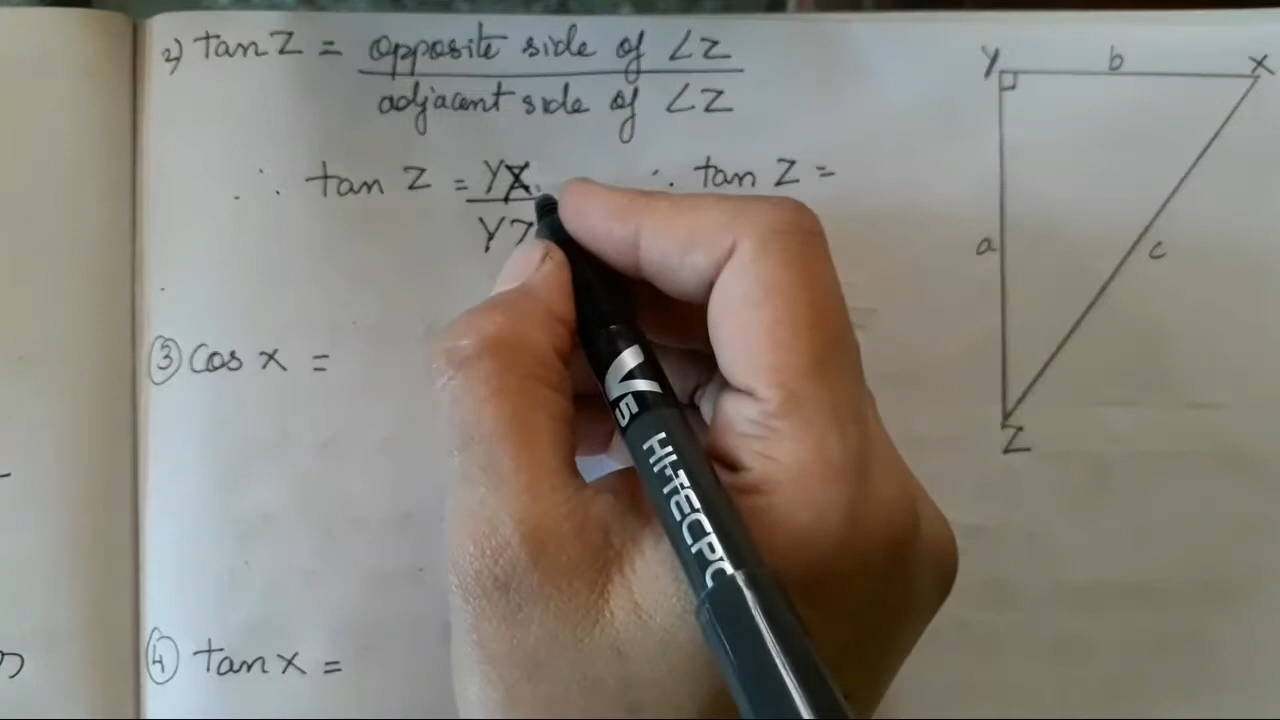 2) tan Z = opposite side of ∠Z
adjacent side of ∠Z
∴ tan Z = YX
YZ
∴ tan Z =
③ Cos X =
④ tan X =
Y b X
a c
Z
V5 HI-TECPO